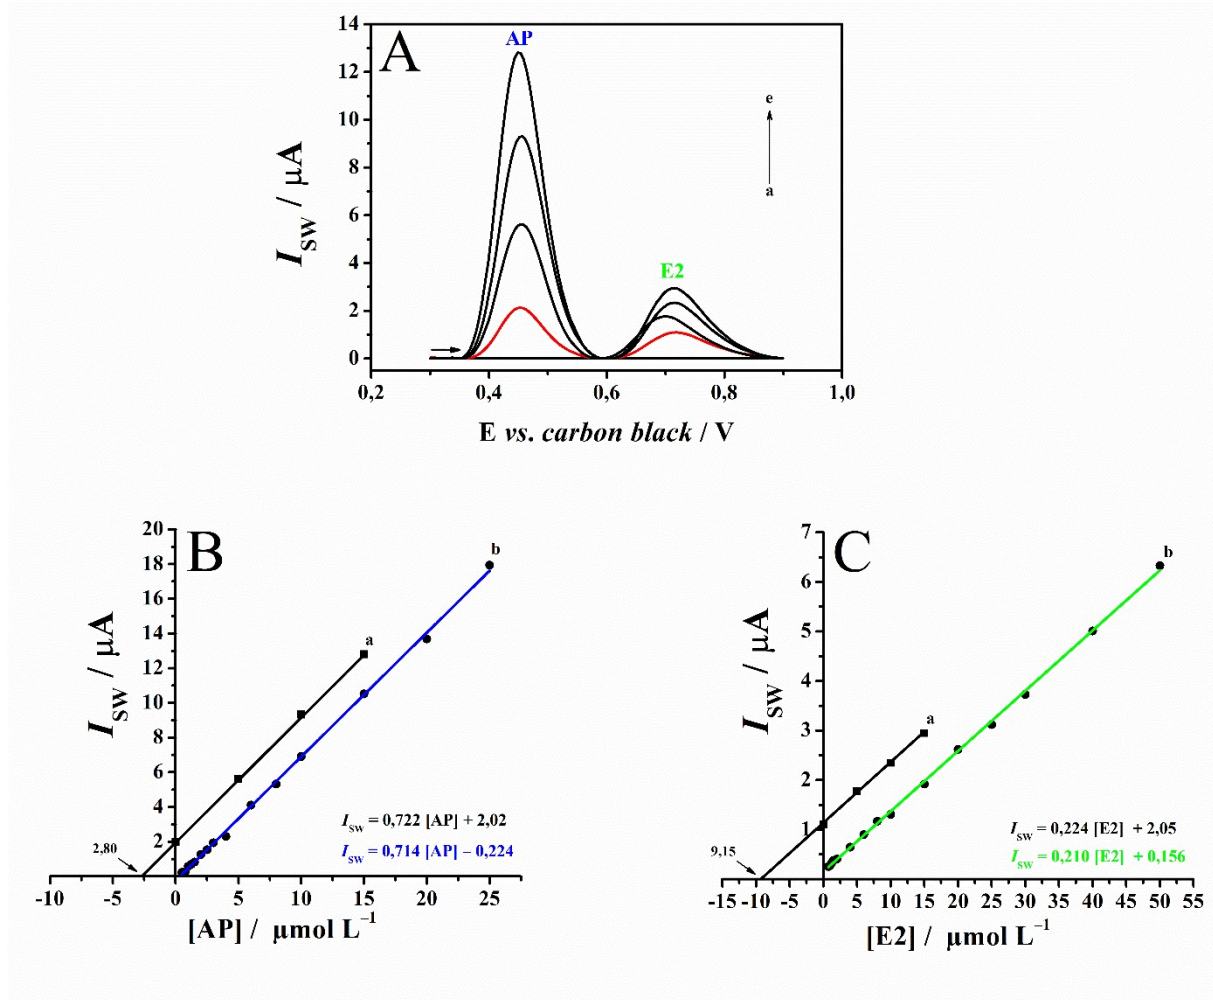 A
AP
E2
e
a
I_SW / µA
14
12
10
8
6
4
2
0
0,2 0,4 0,6 0,8 1,0
E vs. carbon black / V
B
I_SW / µA
20
18
16
14
12
10
8
6
4
2
a
b
2,80
I_SW = 0,722 [AP] + 2,02
I_SW = 0,714 [AP] − 0,224
-10 -5 0 5 10 15 20 25
[AP] / µmol L⁻¹
C
I_SW / µA
7
6
5
4
3
2
1
a
b
9,15
I_SW = 0,224 [E2] + 2,05
I_SW = 0,210 [E2] + 0,156
-15 -10 -5 0 5 10 15 20 25 30 35 40 45 50 55
[E2] / µmol L⁻¹